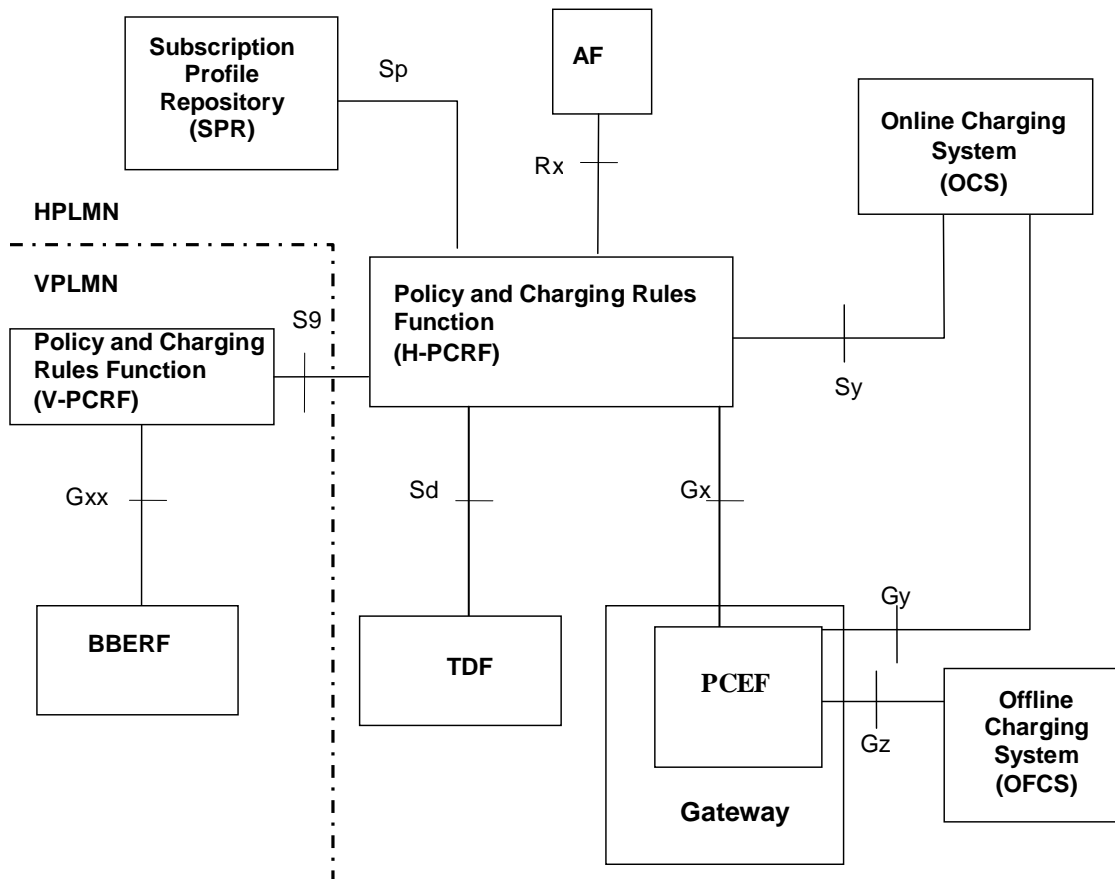 Subscription
Profile
Repository
(SPR)
Sp
AF
Rx
Online Charging
System
(OCS)
HPLMN
VPLMN
S9
Policy and Charging Rules
Function
(H-PCRF)
Policy and Charging
Rules Function
(V-PCRF)
Sy
Gxx
Sd
Gx
Gy
BBERF
TDF
PCEF
Offline
Charging
System
(OFCS)
Gz
Gateway